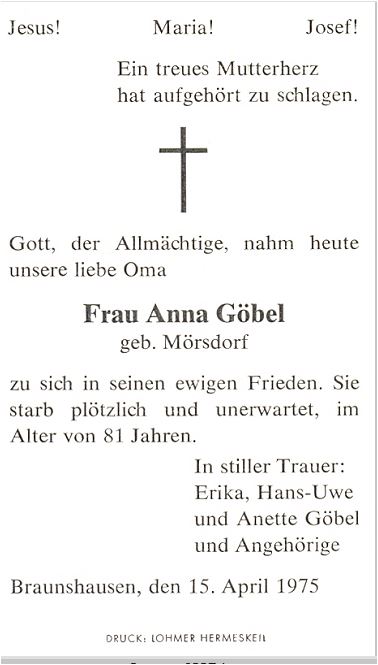 Jesus! Maria! Josef!
Ein treues Mutterherz
hat aufgehört zu schlagen.
Gott, der Allmächtige, nahm heute
unsere liebe Oma
Frau Anna Göbel
geb. Mörsdorf
zu sich in seinen ewigen Frieden. Sie
starb plötzlich und unerwartet, im
Alter von 81 Jahren.
In stiller Trauer:
Erika, Hans-Uwe
und Anette Göbel
und Angehörige
Braunshausen, den 15. April 1975
DRUCK: LOHMER HERMESKEIL